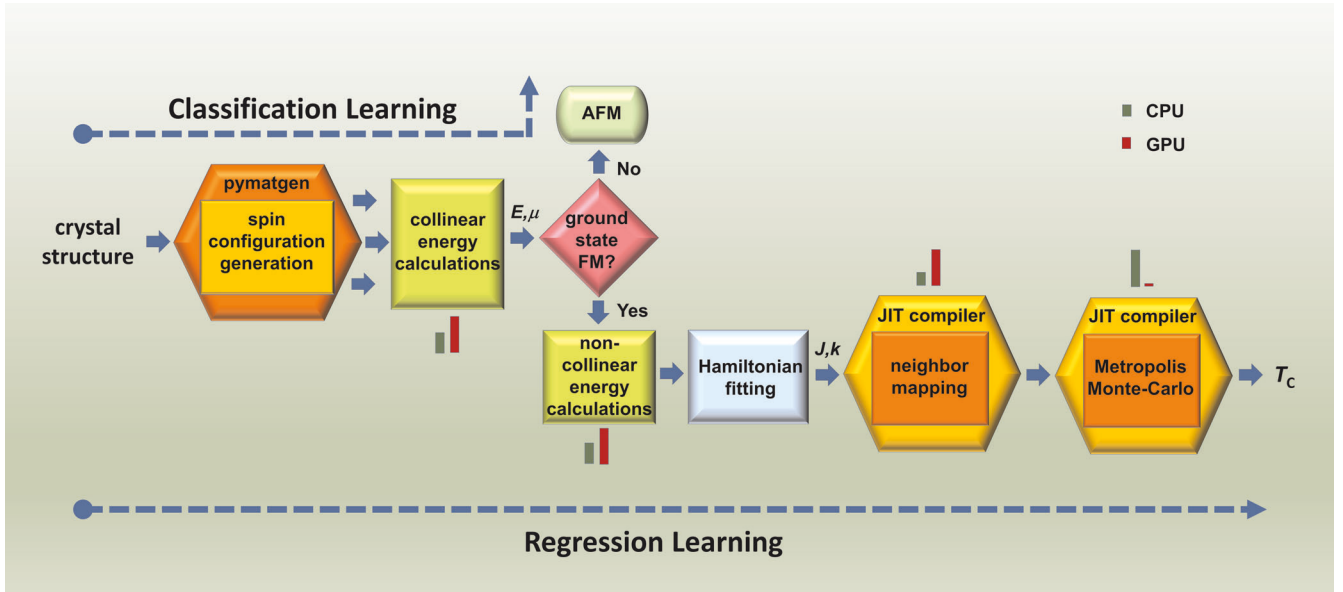 Classification Learning
AFM
CPU
GPU
No
pymatgen
spin
configuration
generation
crystal
structure
collinear
energy
calculations
E,μ
ground
state
FM?
Yes
non-
collinear
energy
calculations
Hamiltonian
fitting
J,k
JIT compiler
neighbor
mapping
JIT compiler
Metropolis
Monte-Carlo
TC
Regression Learning